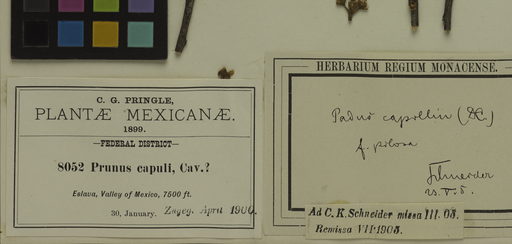 C. G. PRINGLE,
PLANTÆ MEXICANÆ.
1899.
—FEDERAL DISTRICT—
8052 Prunus capuli, Cav.?
Eslava, Valley of Mexico, 7500 ft.
30, January. April 1900.
HERBARIUM REGIUM MONACENSE.
Padus capollin (DC.)
f. pilosa
Schneider
Ad C. K. Schneider missa III. 05.
Remissa VII 1905.